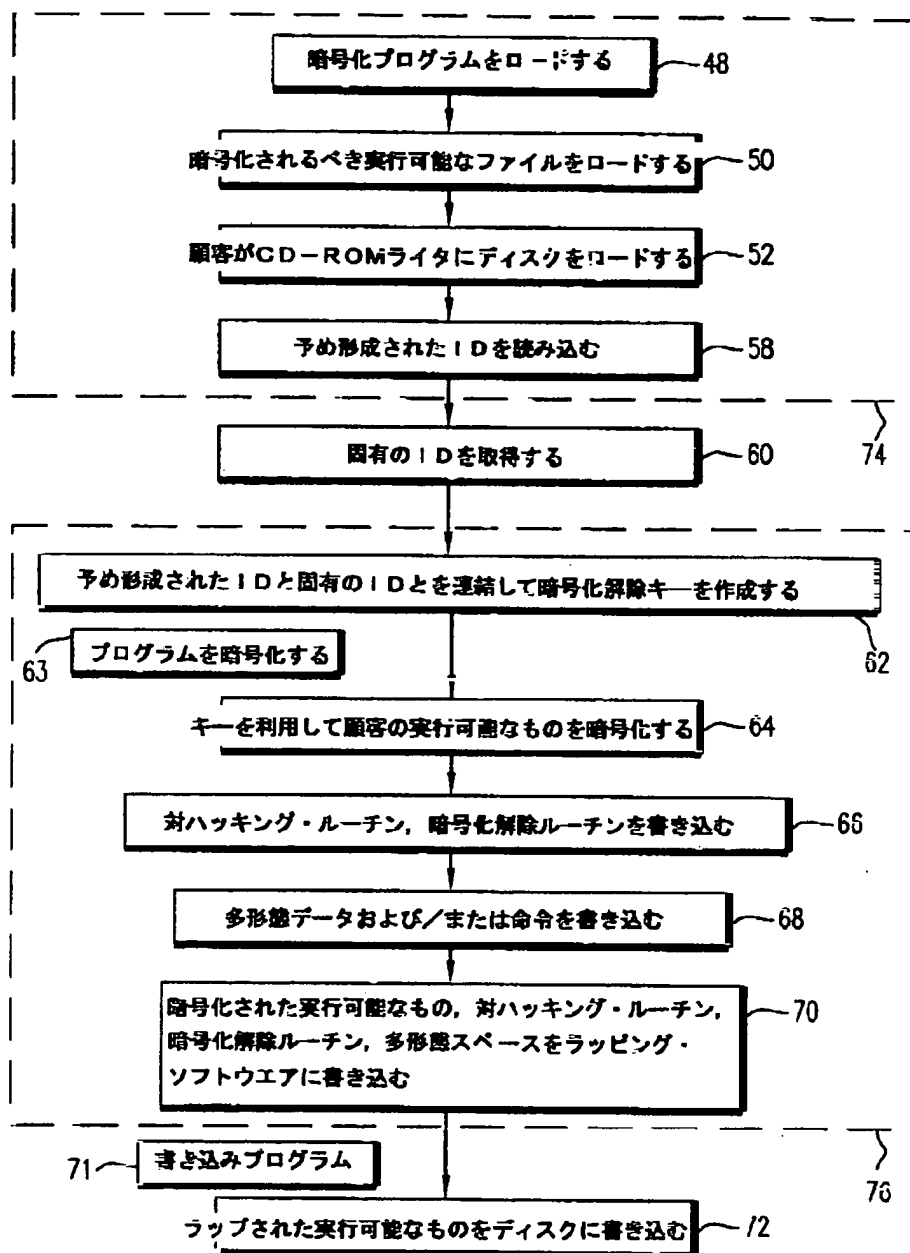 暗号化プログラムをロードする
48
暗号化されるべき実行可能なファイルをロードする
50
顧客がCD-ROMライタにディスクをロードする
52
予め形成されたIDを読み込む
58
固有のIDを取得する
60
74
予め形成されたIDと固有のIDとを連結して暗号化解除キーを作成する
62
63
プログラムを暗号化する
キーを利用して顧客の実行可能なものを暗号化する
64
対ハッキング・ルーチン，暗号化解除ルーチンを書き込む
66
多形態データおよび/または命令を書き込む
68
暗号化された実行可能なもの，対ハッキング・ルーチン，
暗号化解除ルーチン，多形態スペースをラッピング・
ソフトウエアに書き込む
70
71
書き込みプログラム
76
ラップされた実行可能なものをディスクに書き込む
72